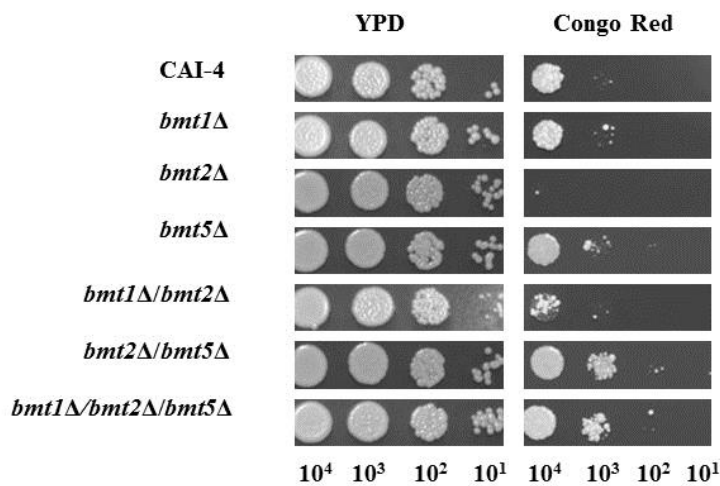 YPD Congo Red
CAI-4
bmt1Δ
bmt2Δ
bmt5Δ
bmt1Δ/bmt2Δ
bmt2Δ/bmt5Δ
bmt1Δ/bmt2Δ/bmt5Δ
10⁴ 10³ 10² 10¹ 10⁴ 10³ 10² 10¹